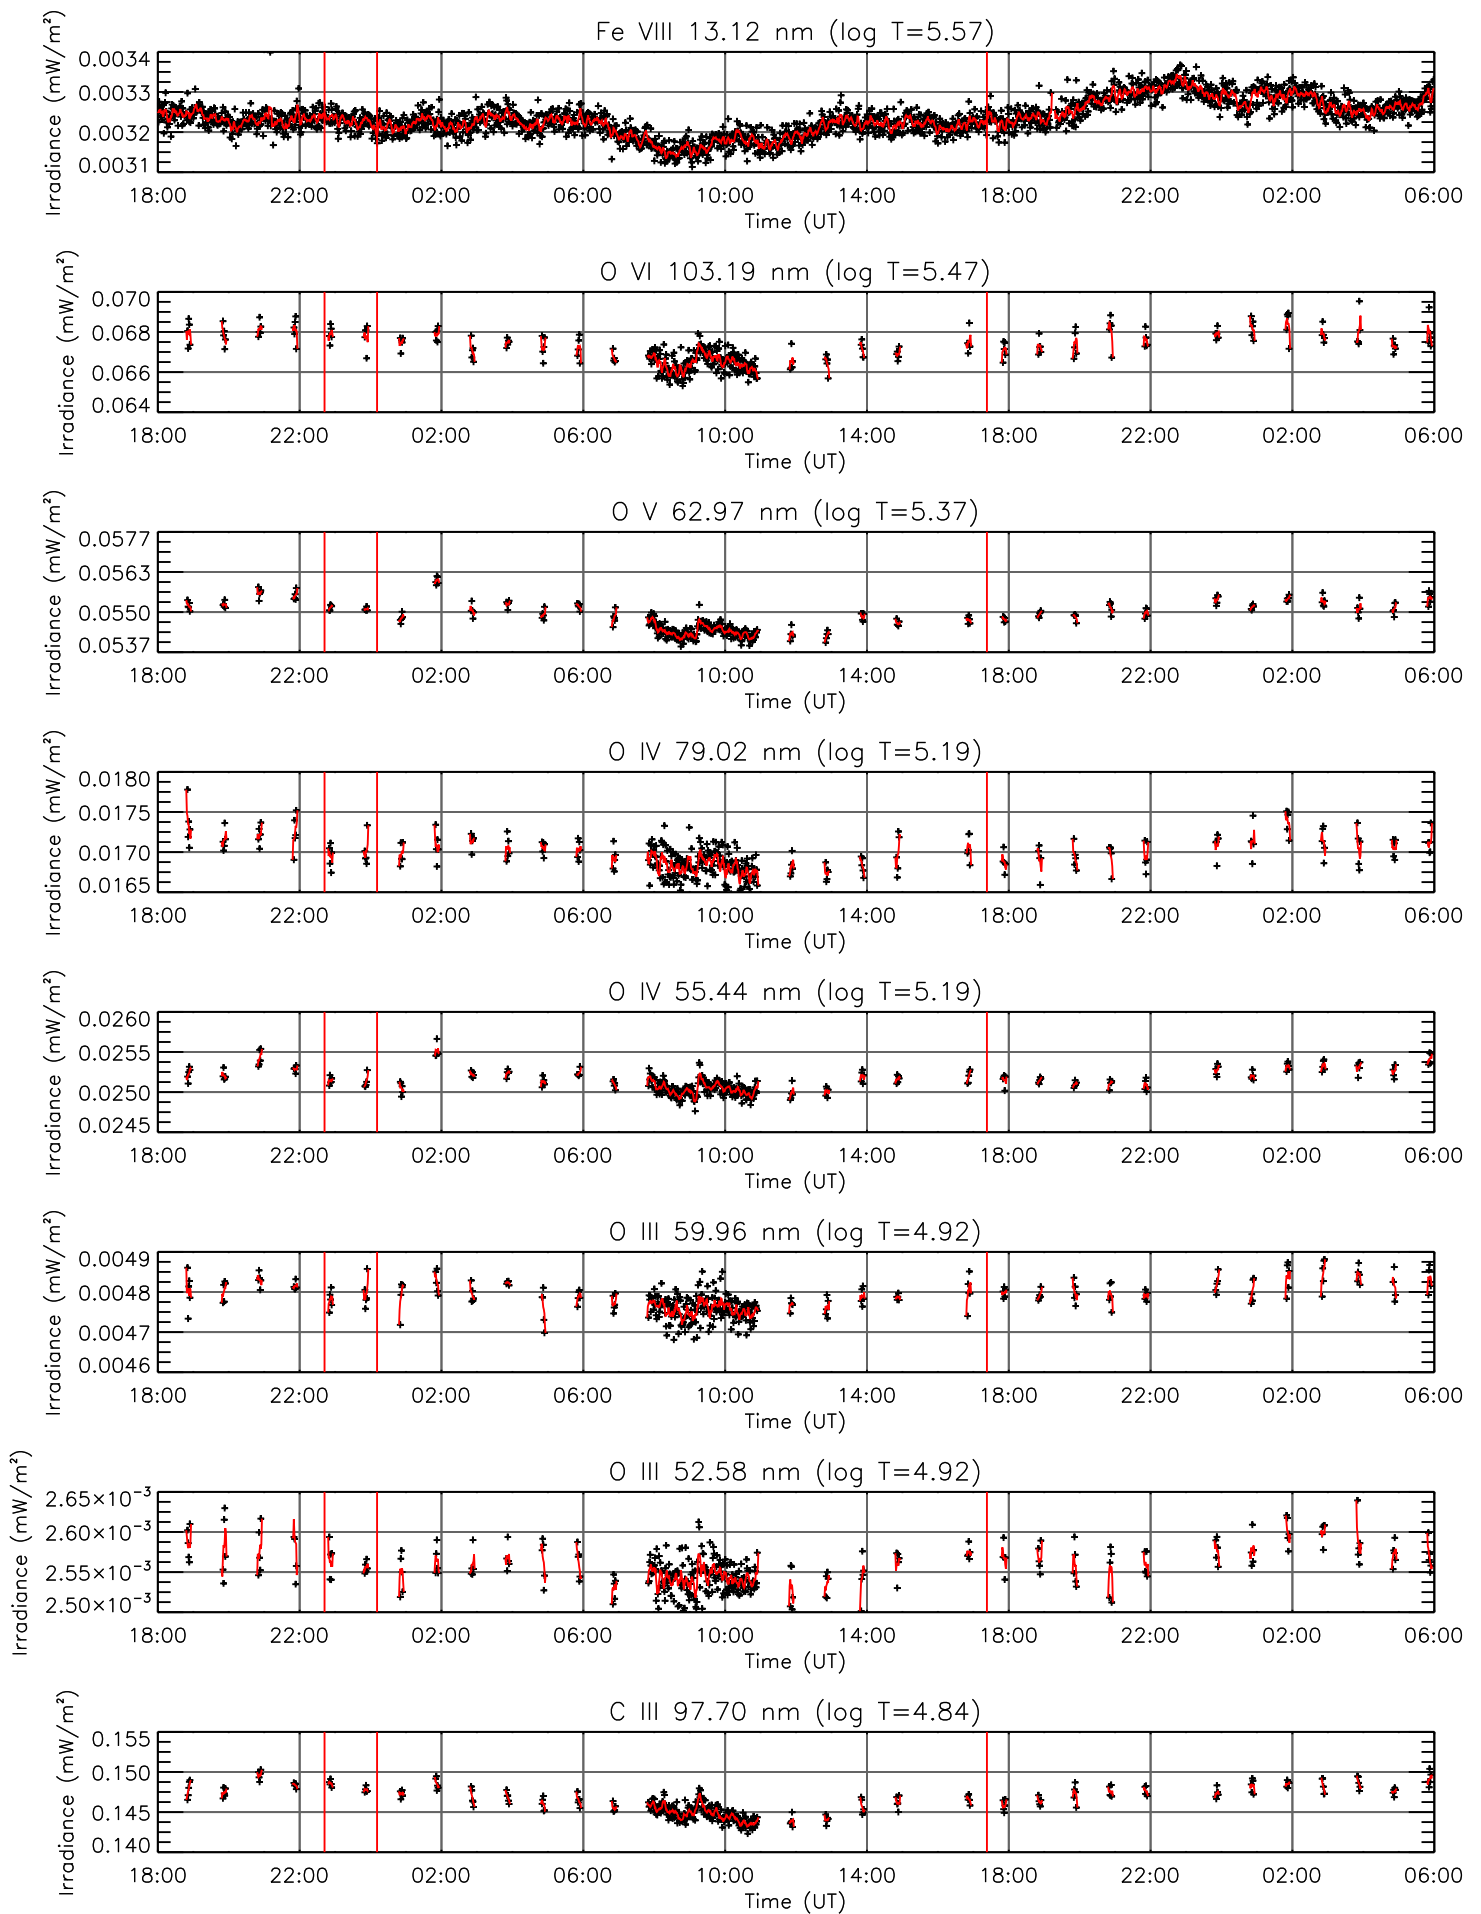 Fe VIII 13.12 nm (log T=5.57)
Irradiance (mW/m²)
0.0034
0.0033
0.0032
0.0031
18:00 22:00 02:00 06:00 10:00 14:00 18:00 22:00 02:00 06:00
Time (UT)
O VI 103.19 nm (log T=5.47)
Irradiance (mW/m²)
0.070
0.068
0.066
0.064
18:00 22:00 02:00 06:00 10:00 14:00 18:00 22:00 02:00 06:00
Time (UT)
O V 62.97 nm (log T=5.37)
Irradiance (mW/m²)
0.0577
0.0563
0.0550
0.0537
18:00 22:00 02:00 06:00 10:00 14:00 18:00 22:00 02:00 06:00
Time (UT)
O IV 79.02 nm (log T=5.19)
Irradiance (mW/m²)
0.0180
0.0175
0.0170
0.0165
18:00 22:00 02:00 06:00 10:00 14:00 18:00 22:00 02:00 06:00
Time (UT)
O IV 55.44 nm (log T=5.19)
Irradiance (mW/m²)
0.0260
0.0255
0.0250
0.0245
18:00 22:00 02:00 06:00 10:00 14:00 18:00 22:00 02:00 06:00
Time (UT)
O III 59.96 nm (log T=4.92)
Irradiance (mW/m²)
0.0049
0.0048
0.0047
0.0046
18:00 22:00 02:00 06:00 10:00 14:00 18:00 22:00 02:00 06:00
Time (UT)
O III 52.58 nm (log T=4.92)
Irradiance (mW/m²)
2.65×10⁻³
2.60×10⁻³
2.55×10⁻³
2.50×10⁻³
18:00 22:00 02:00 06:00 10:00 14:00 18:00 22:00 02:00 06:00
Time (UT)
C III 97.70 nm (log T=4.84)
Irradiance (mW/m²)
0.155
0.150
0.145
0.140
18:00 22:00 02:00 06:00 10:00 14:00 18:00 22:00 02:00 06:00
Time (UT)